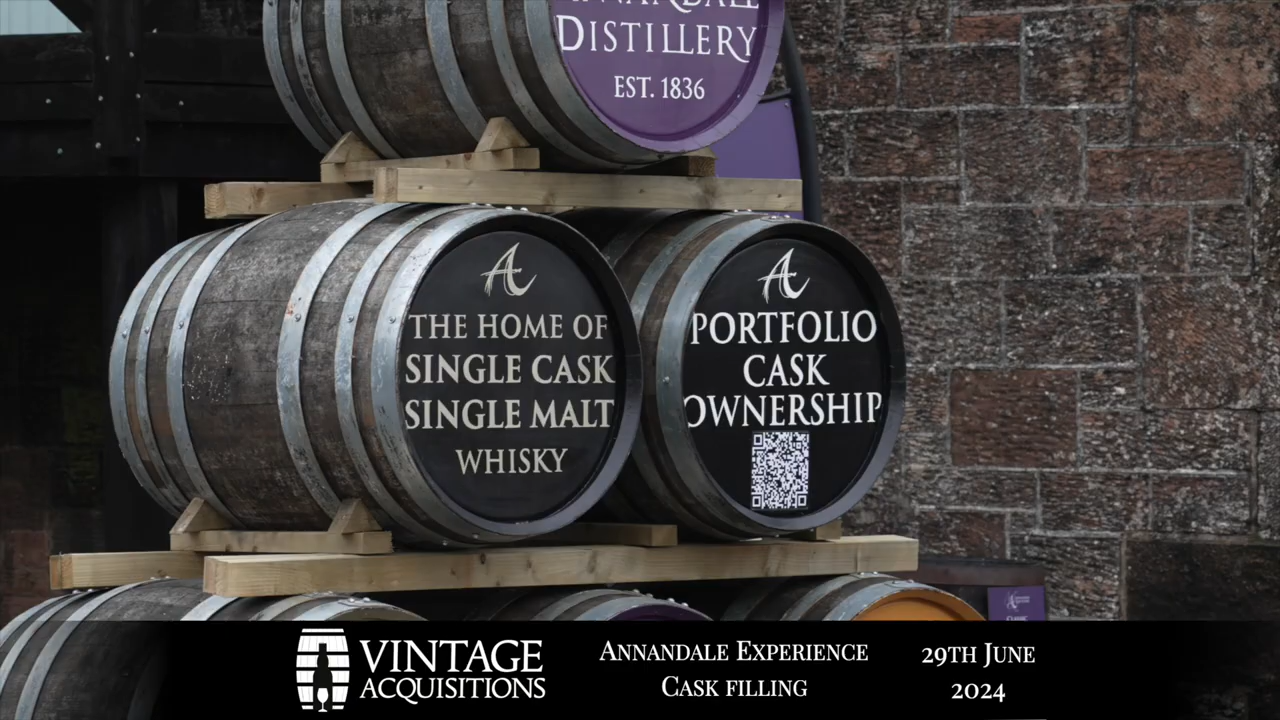 DISTILLERY
EST. 1836
THE HOME OF
SINGLE CASK
SINGLE MALT
WHISKY
PORTFOLIO
CASK
OWNERSHIP
VINTAGE
ACQUISITIONS
ANNANDALE EXPERIENCE
CASK FILLING
29TH JUNE
2024